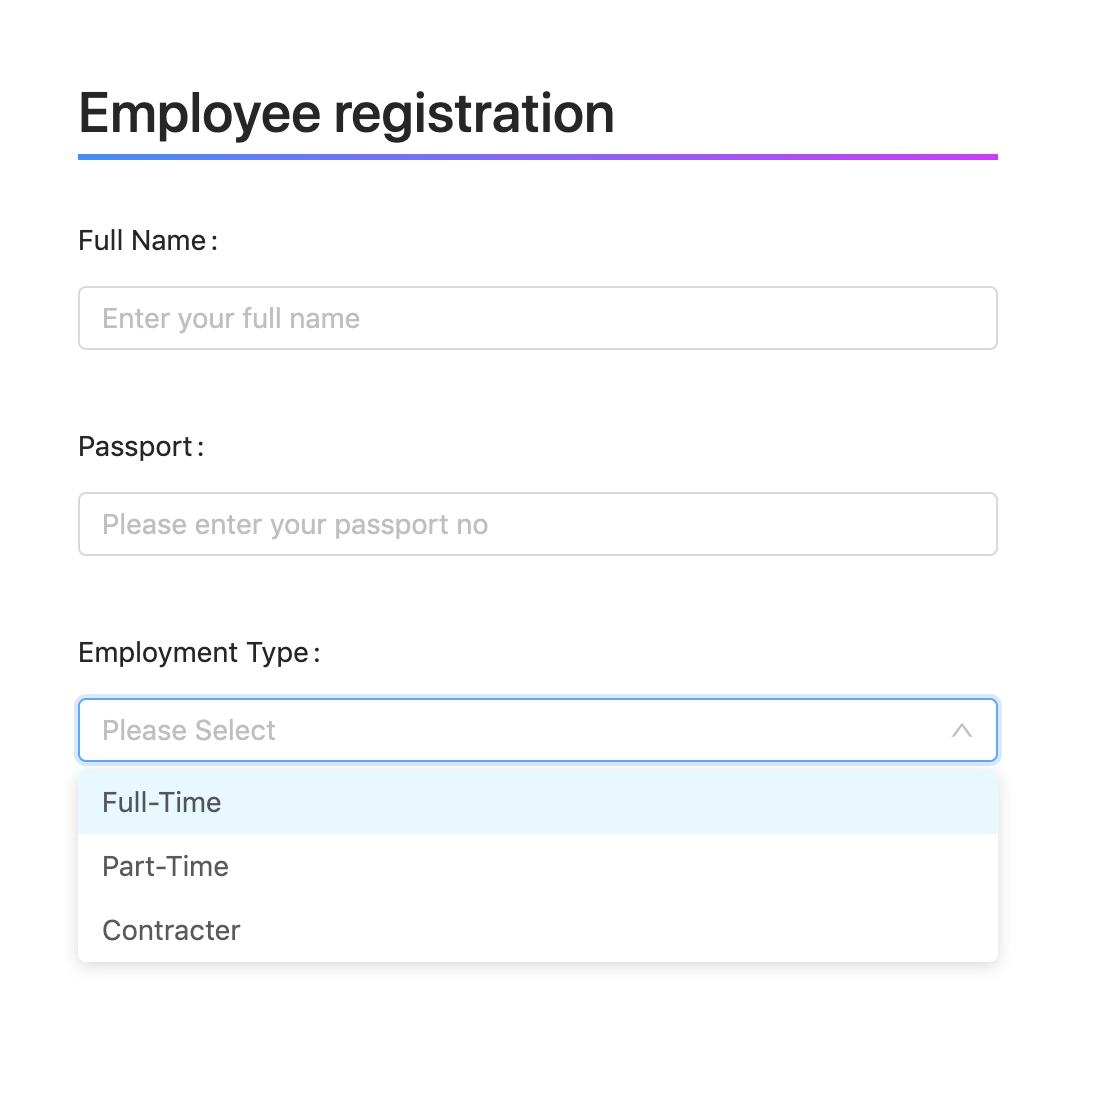 Employee registration
Full Name:
Enter your full name
Passport:
Please enter your passport no
Employment Type:
Please Select
Full-Time
Part-Time
Contracter